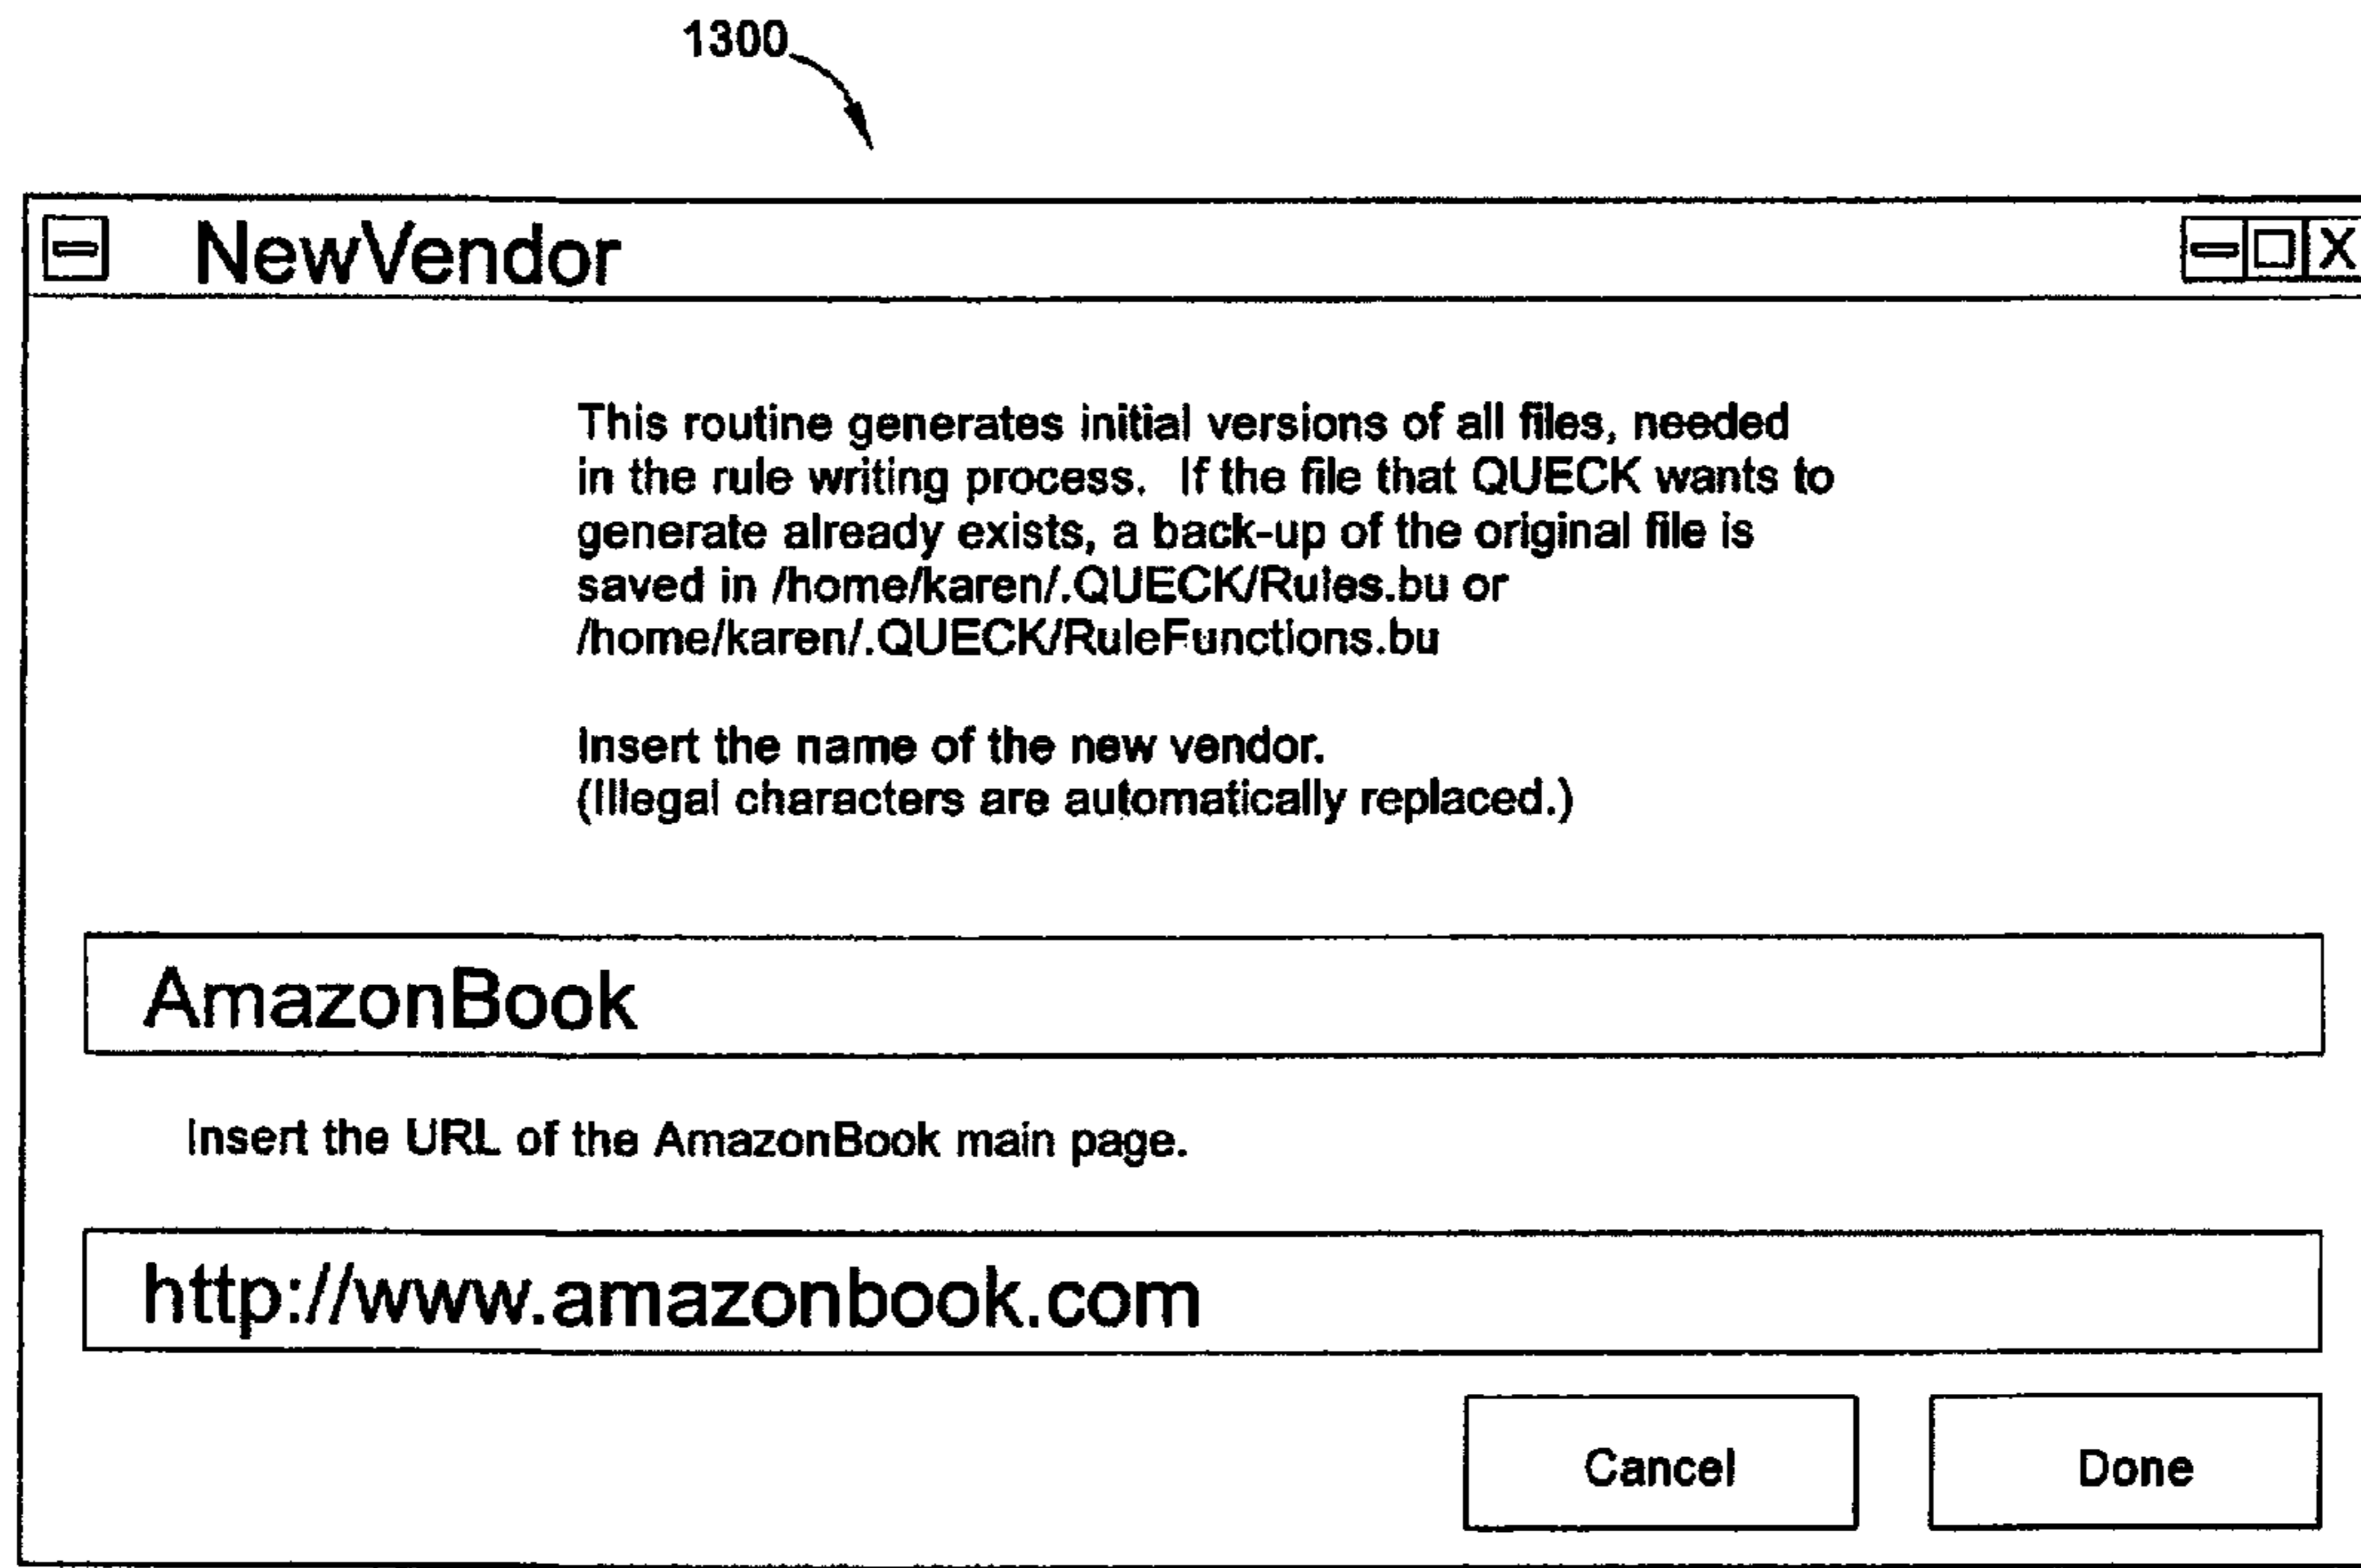 1300
NewVendor
X
This routine generates initial versions of all files, needed
in the rule writing process. If the file that QUECK wants to
generate already exists, a back-up of the original file is
saved in /home/karen/.QUECK/Rules.bu or
/home/karen/.QUECK/RuleFunctions.bu
Insert the name of the new vendor.
(Illegal characters are automatically replaced.)
AmazonBook
Insert the URL of the AmazonBook main page.
http://www.amazonbook.com
Cancel Done